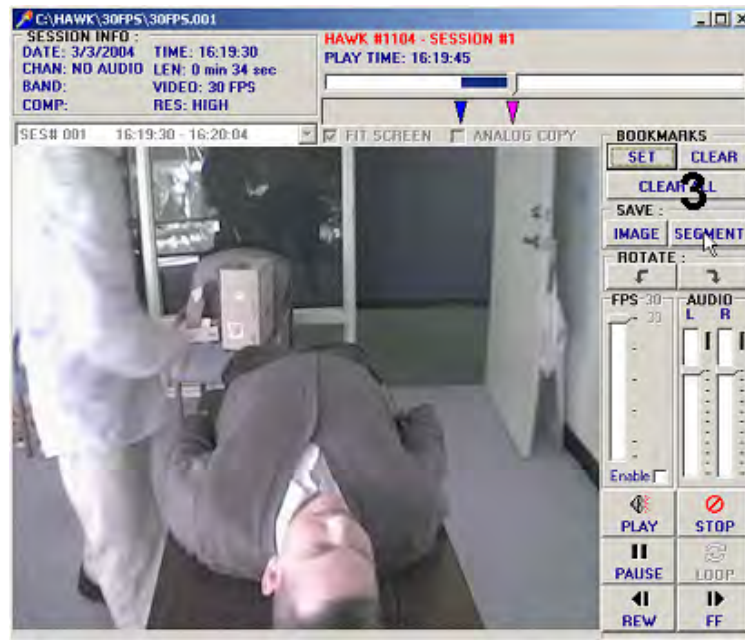 C:\HAWK\30FPS\30FPS.001
SESSION INFO :
DATE: 3/3/2004 TIME: 16:19:30
CHAN: NO AUDIO LEN: 0 min 34 sec
BAND: VIDEO: 30 FPS
COMP: RES: HIGH
HAWK #1104 - SESSION #1
PLAY TIME: 16:19:45
SES# 001 16:19:30 - 16:20:04
FIT SCREEN ANALOG COPY
BOOKMARKS
SET CLEAR
CLEAR ALL
3
SAVE :
IMAGE SEGMENT
ROTATE :
FPS 30 AUDIO
30 L R
Enable
PLAY STOP
PAUSE LOOP
REW FF